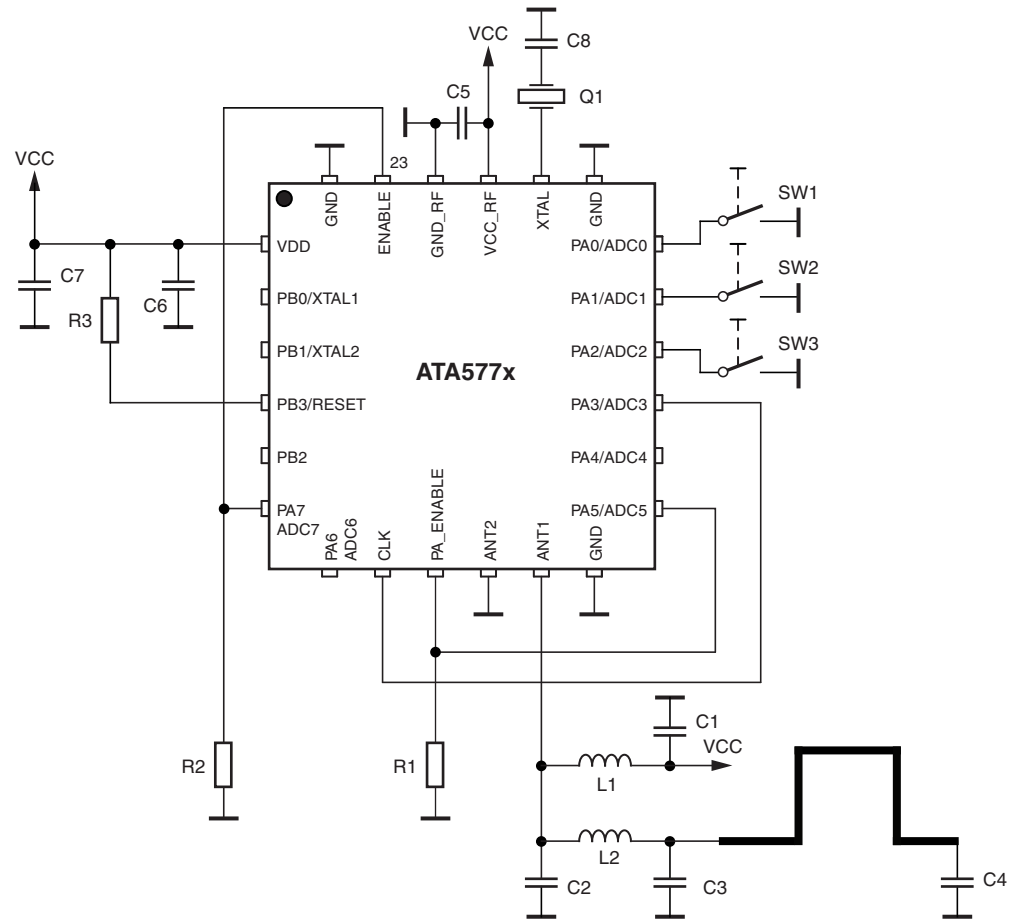 VCC
C8
C5
Q1
VCC
23
GND
ENABLE
GND_RF
VCC_RF
XTAL
GND
SW1
VDD
PA0/ADC0
C7
C6
R3
PB0/XTAL1
PA1/ADC1
SW2
PB1/XTAL2
PA2/ADC2
SW3
ATA577x
PB3/RESET
PA3/ADC3
PB2
PA4/ADC4
PA7
ADC7
PA5/ADC5
PA6
ADC6
CLK
PA_ENABLE
ANT2
ANT1
GND
C1
VCC
R2
R1
L1
L2
C2
C3
C4